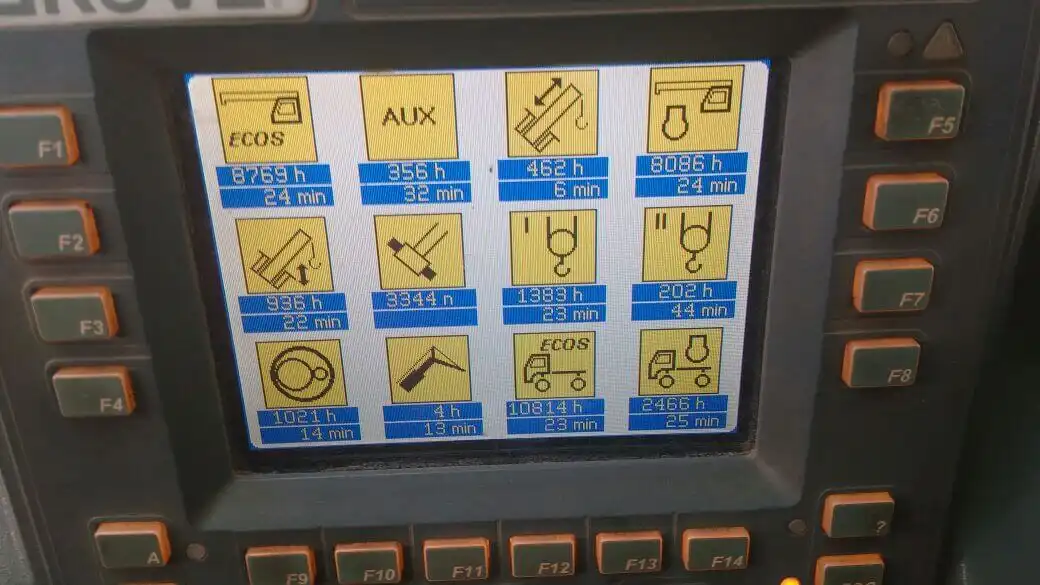 ECOS
8769 h
24 min
AUX
356 h
32 min
462 h
6 min
8086 h
24 min
936 h
22 min
3344 n
I
1383 h
23 min
II
202 h
44 min
1021 h
14 min
4 h
13 min
ECOS
10814 h
23 min
2466 h
25 min
F1
F2
F3
F4
F5
F6
F7
F8
A
F9
F10
F11
F12
F13
F14
?